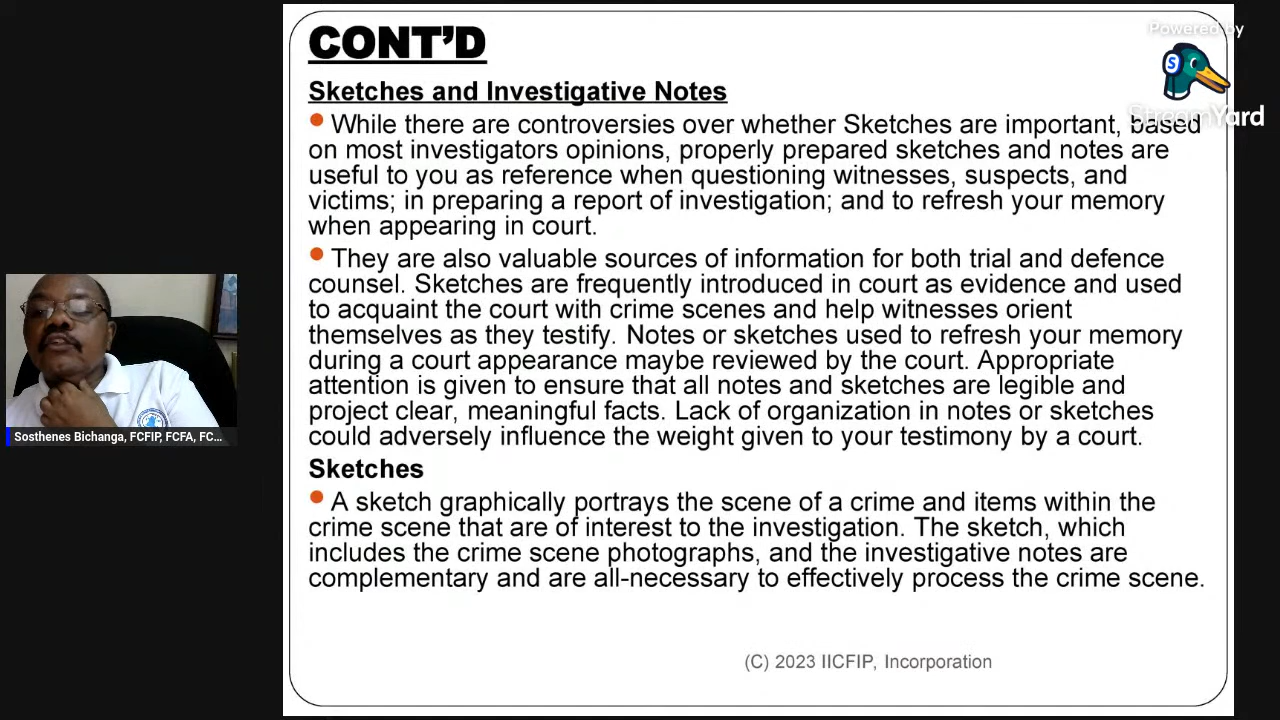 CONT'D
Powered by
StreamYard
S
Sketches and Investigative Notes
While there are controversies over whether Sketches are important, based
on most investigators opinions, properly prepared sketches and notes are
useful to you as reference when questioning witnesses, suspects, and
victims; in preparing a report of investigation; and to refresh your memory
when appearing in court.
They are also valuable sources of information for both trial and defence
counsel. Sketches are frequently introduced in court as evidence and used
to acquaint the court with crime scenes and help witnesses orient
themselves as they testify. Notes or sketches used to refresh your memory
during a court appearance maybe reviewed by the court. Appropriate
attention is given to ensure that all notes and sketches are legible and
project clear, meaningful facts. Lack of organization in notes or sketches
could adversely influence the weight given to your testimony by a court.
Sketches
A sketch graphically portrays the scene of a crime and items within the
crime scene that are of interest to the investigation. The sketch, which
includes the crime scene photographs, and the investigative notes are
complementary and are all-necessary to effectively process the crime scene.
(C) 2023 IICFIP, Incorporation
Sosthenes Bichanga, FCFIP, FCFA, FC...